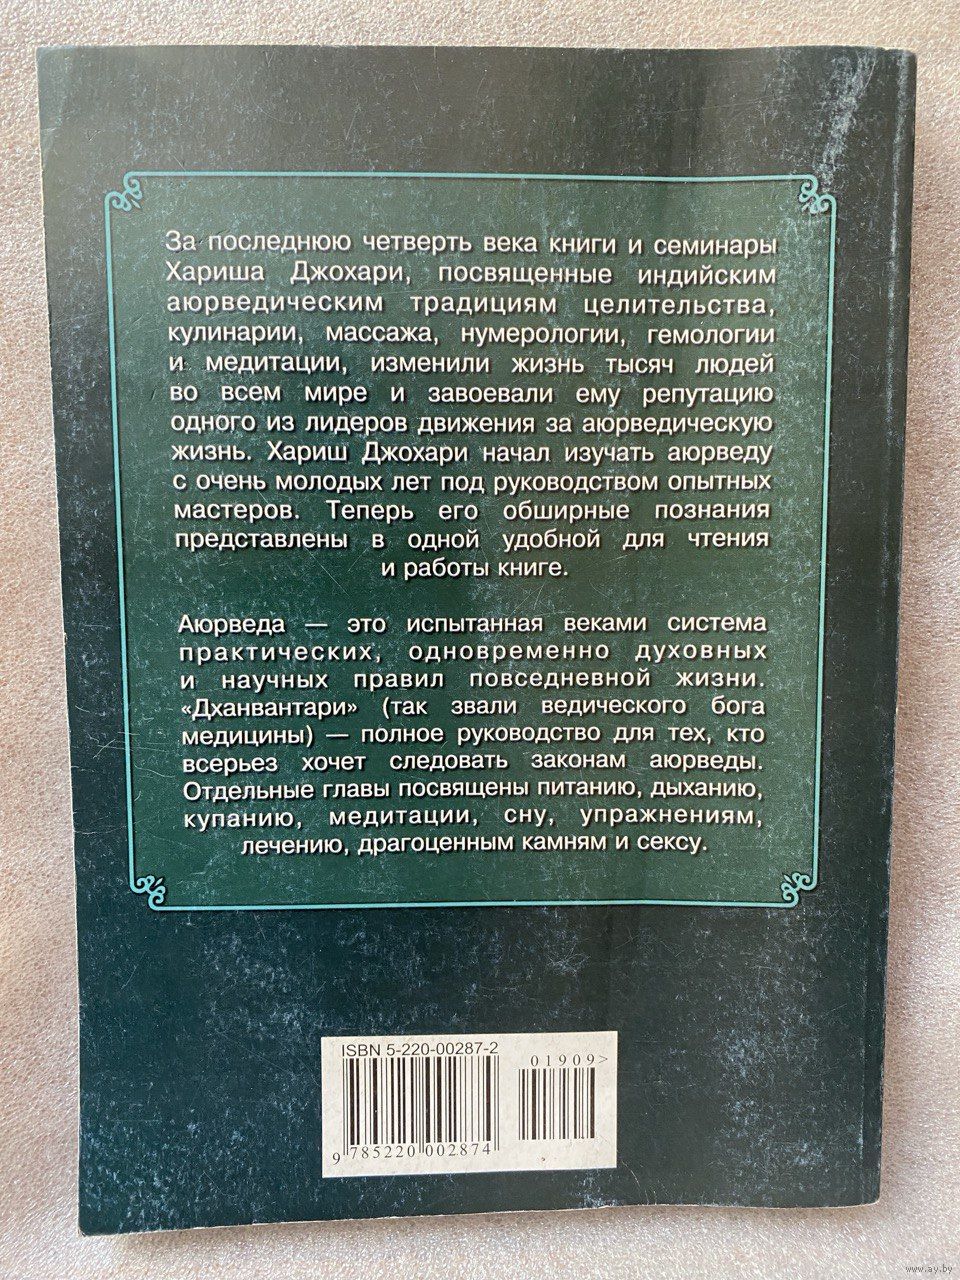 За последнюю четверть века книги и семинары
Хариша Джохари, посвященные индийским
аюрведическим традициям целительства,
кулинарии, массажа, нумерологии, гемологии
и медитации, изменили жизнь тысяч людей
во всем мире и завоевали ему репутацию
одного из лидеров движения за аюрведическую
жизнь. Хариш Джохари начал изучать аюрведу
с очень молодых лет под руководством опытных
мастеров. Теперь его обширные познания
представлены в одной удобной для чтения
и работы книге.
Аюрведа — это испытанная веками система
практических, одновременно духовных
и научных правил повседневной жизни.
«Дханвантари» (так звали ведического бога
медицины) — полное руководство для тех, кто
всерьез хочет следовать законам аюрведы.
Отдельные главы посвящены питанию, дыханию,
купанию, медитации, сну, упражнениям,
лечению, драгоценным камням и сексу.
ISBN 5-220-00287-2
01909>
9 785220 002874
www.ay.by